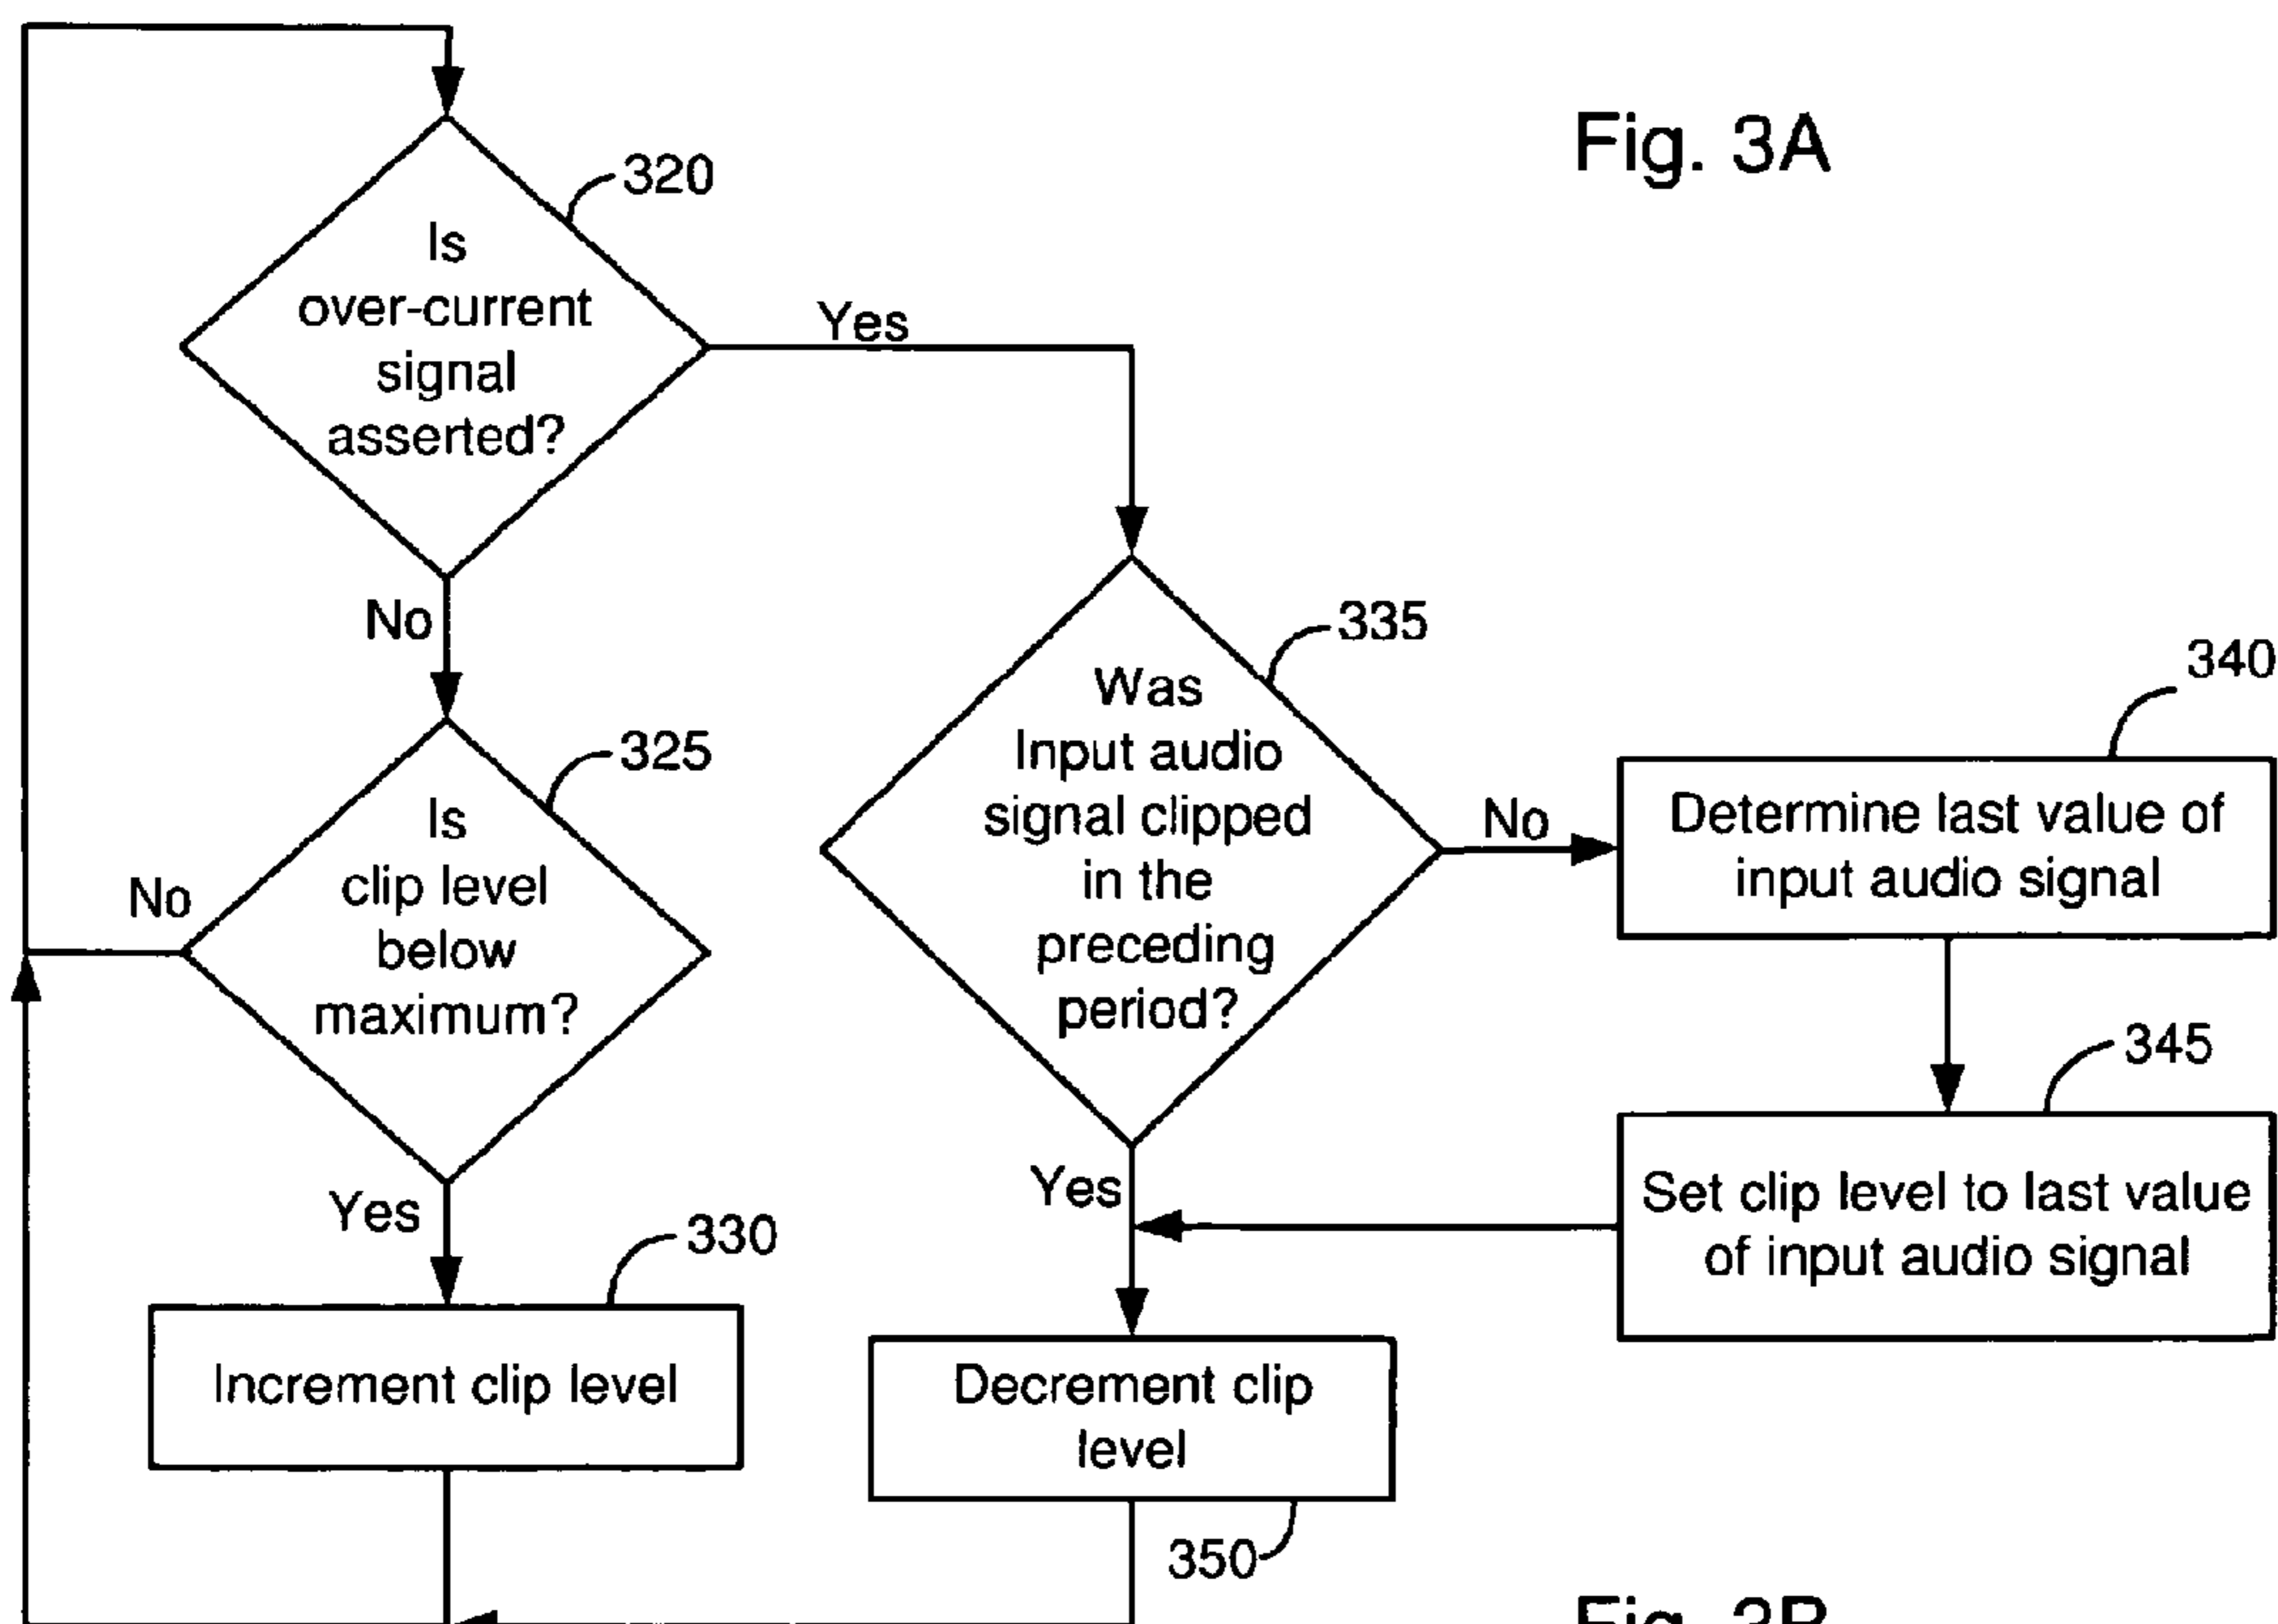 Fig. 3A
320
Is
over-current
signal
asserted?
Yes
No
325
Is
clip level
below
maximum?
No
Yes
330
Increment clip level
335
Was
Input audio
signal clipped
in the
preceding
period?
No
Yes
340
Determine last value of
input audio signal
345
Set clip level to last value
of input audio signal
Decrement clip
level
350
Fig. 3B